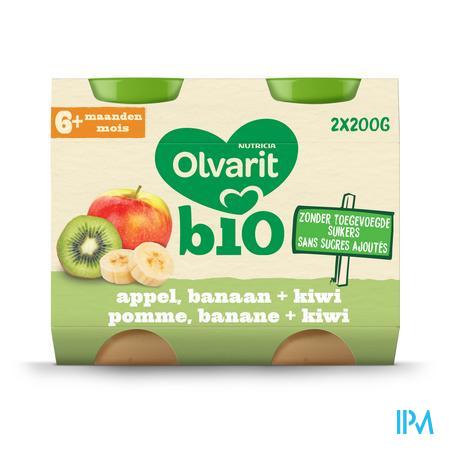 6+ maanden
mois
NUTRICIA
Olvarit
bio
2X200G
ZONDER TOEGEVOEGDE
SUIKERS
SANS SUCRES AJOUTÉS
appel, banaan + kiwi
pomme, banane + kiwi
IPM